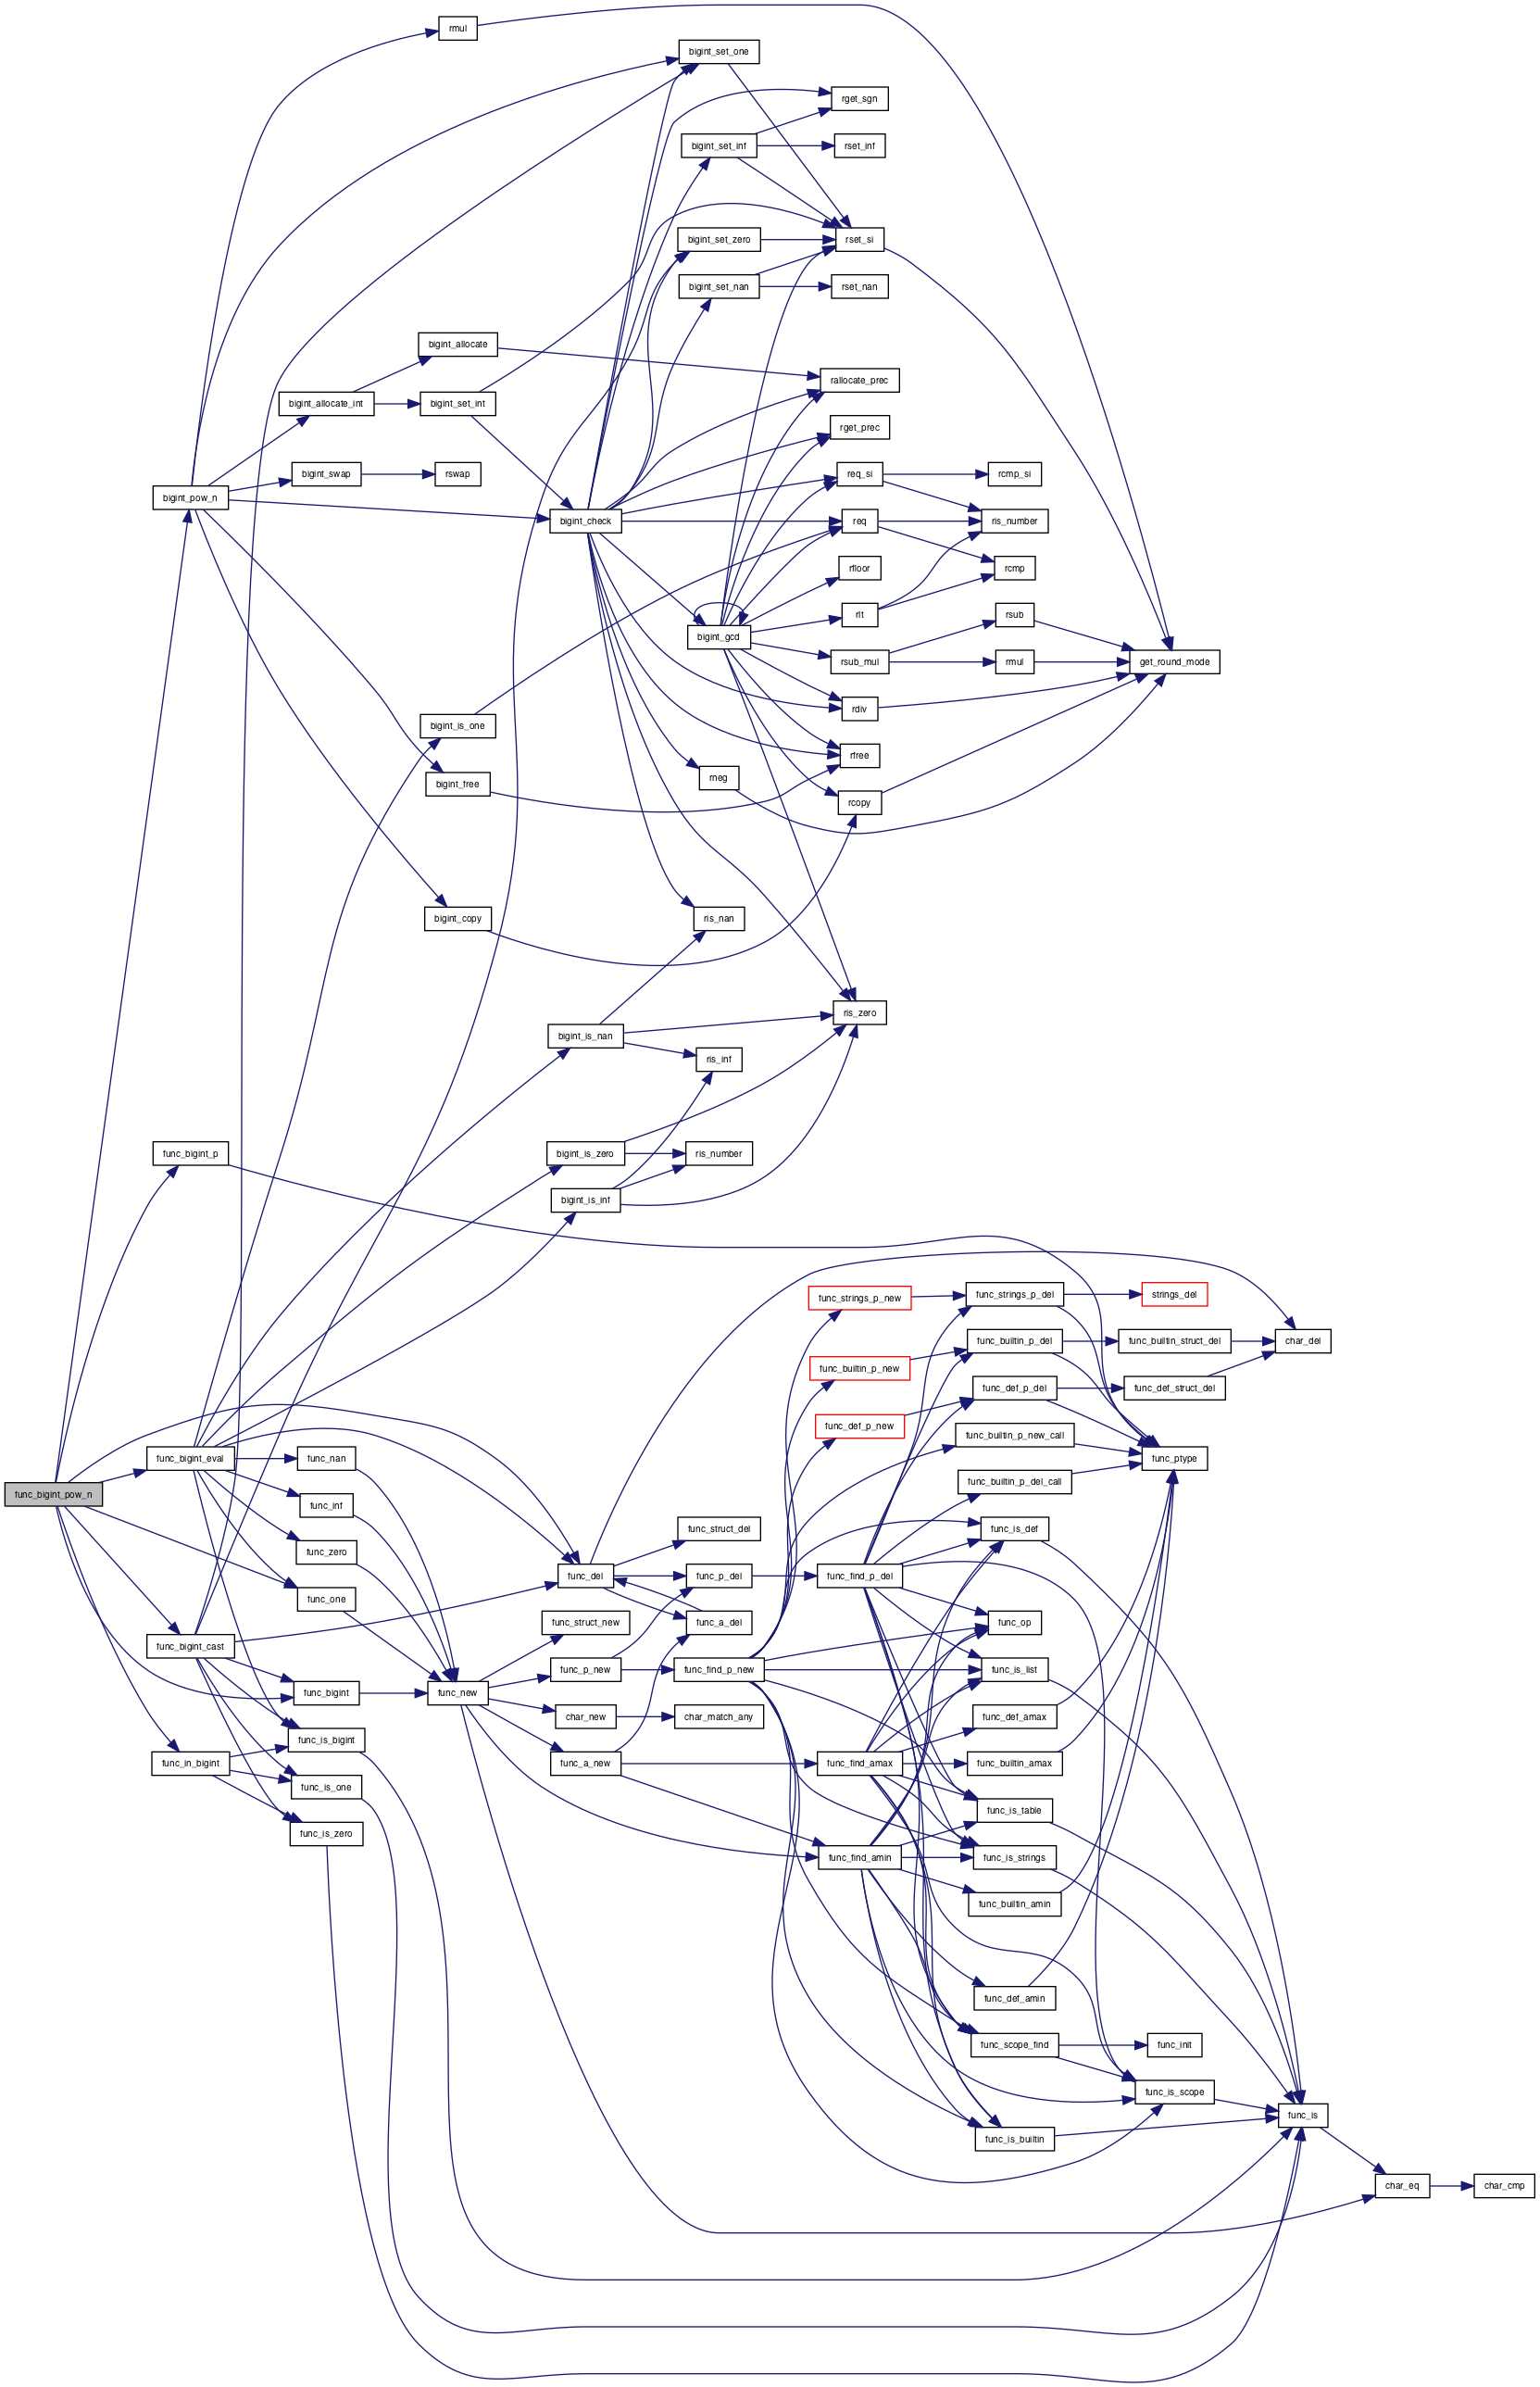 rmul
bigint_set_one
rget_sgn
bigint_set_inf
rset_inf
bigint_set_zero
rset_si
bigint_set_nan
rset_nan
bigint_allocate
rallocate_prec
bigint_allocate_int
bigint_set_int
rget_prec
bigint_swap
rswap
req_si
rcmp_si
bigint_pow_n
bigint_check
req
ris_number
rfloor
rcmp
bigint_gcd
rlt
rsub
rsub_mul
rmul
get_round_mode
rdiv
bigint_is_one
rfree
bigint_free
rneg
rcopy
bigint_copy
ris_nan
ris_zero
bigint_is_nan
ris_inf
func_bigint_p
bigint_is_zero
ris_number
bigint_is_inf
func_strings_p_new
func_strings_p_del
strings_del
func_builtin_p_del
func_builtin_struct_del
char_del
func_builtin_p_new
func_def_p_del
func_def_struct_del
func_def_p_new
func_builtin_p_new_call
func_bigint_eval
func_nan
func_ptype
func_builtin_p_del_call
func_bigint_pow_n
func_inf
func_struct_del
func_is_def
func_zero
func_del
func_p_del
func_find_p_del
func_one
func_struct_new
func_a_del
func_op
func_bigint_cast
func_p_new
func_find_p_new
func_is_list
func_bigint
func_new
char_new
char_match_any
func_def_amax
func_is_bigint
func_in_bigint
func_a_new
func_find_amax
func_builtin_amax
func_is_one
func_is_table
func_is_zero
func_find_amin
func_is_strings
func_builtin_amin
func_def_amin
func_scope_find
func_init
func_is_scope
func_is
func_is_builtin
char_eq
char_cmp